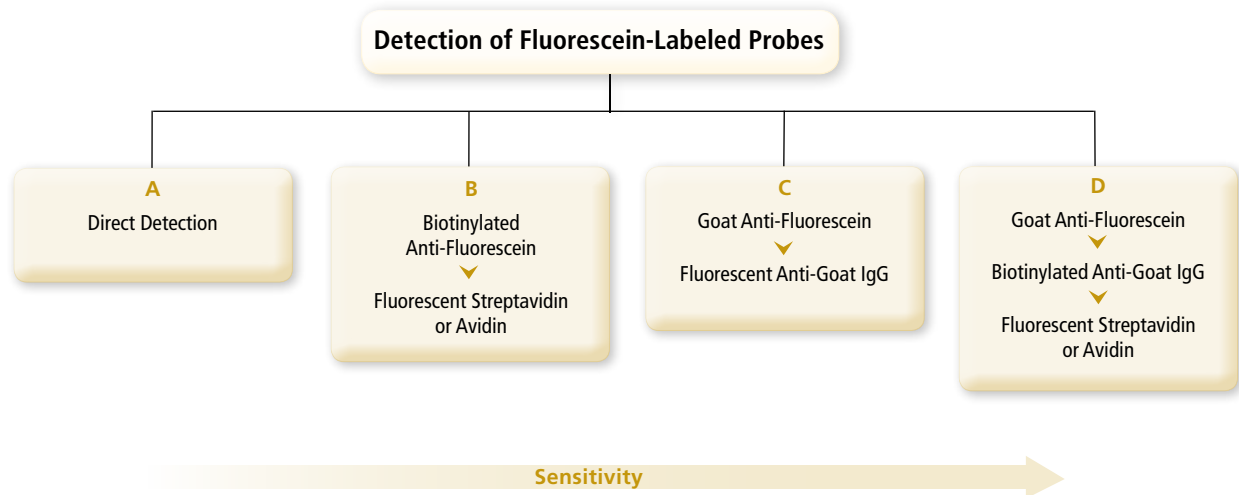 Detection of Fluorescein-Labeled Probes
A
Direct Detection
B
Biotinylated
Anti-Fluorescein
Fluorescent Streptavidin
or Avidin
C
Goat Anti-Fluorescein
Fluorescent Anti-Goat IgG
D
Goat Anti-Fluorescein
Biotinylated Anti-Goat IgG
Fluorescent Streptavidin
or Avidin
Sensitivity